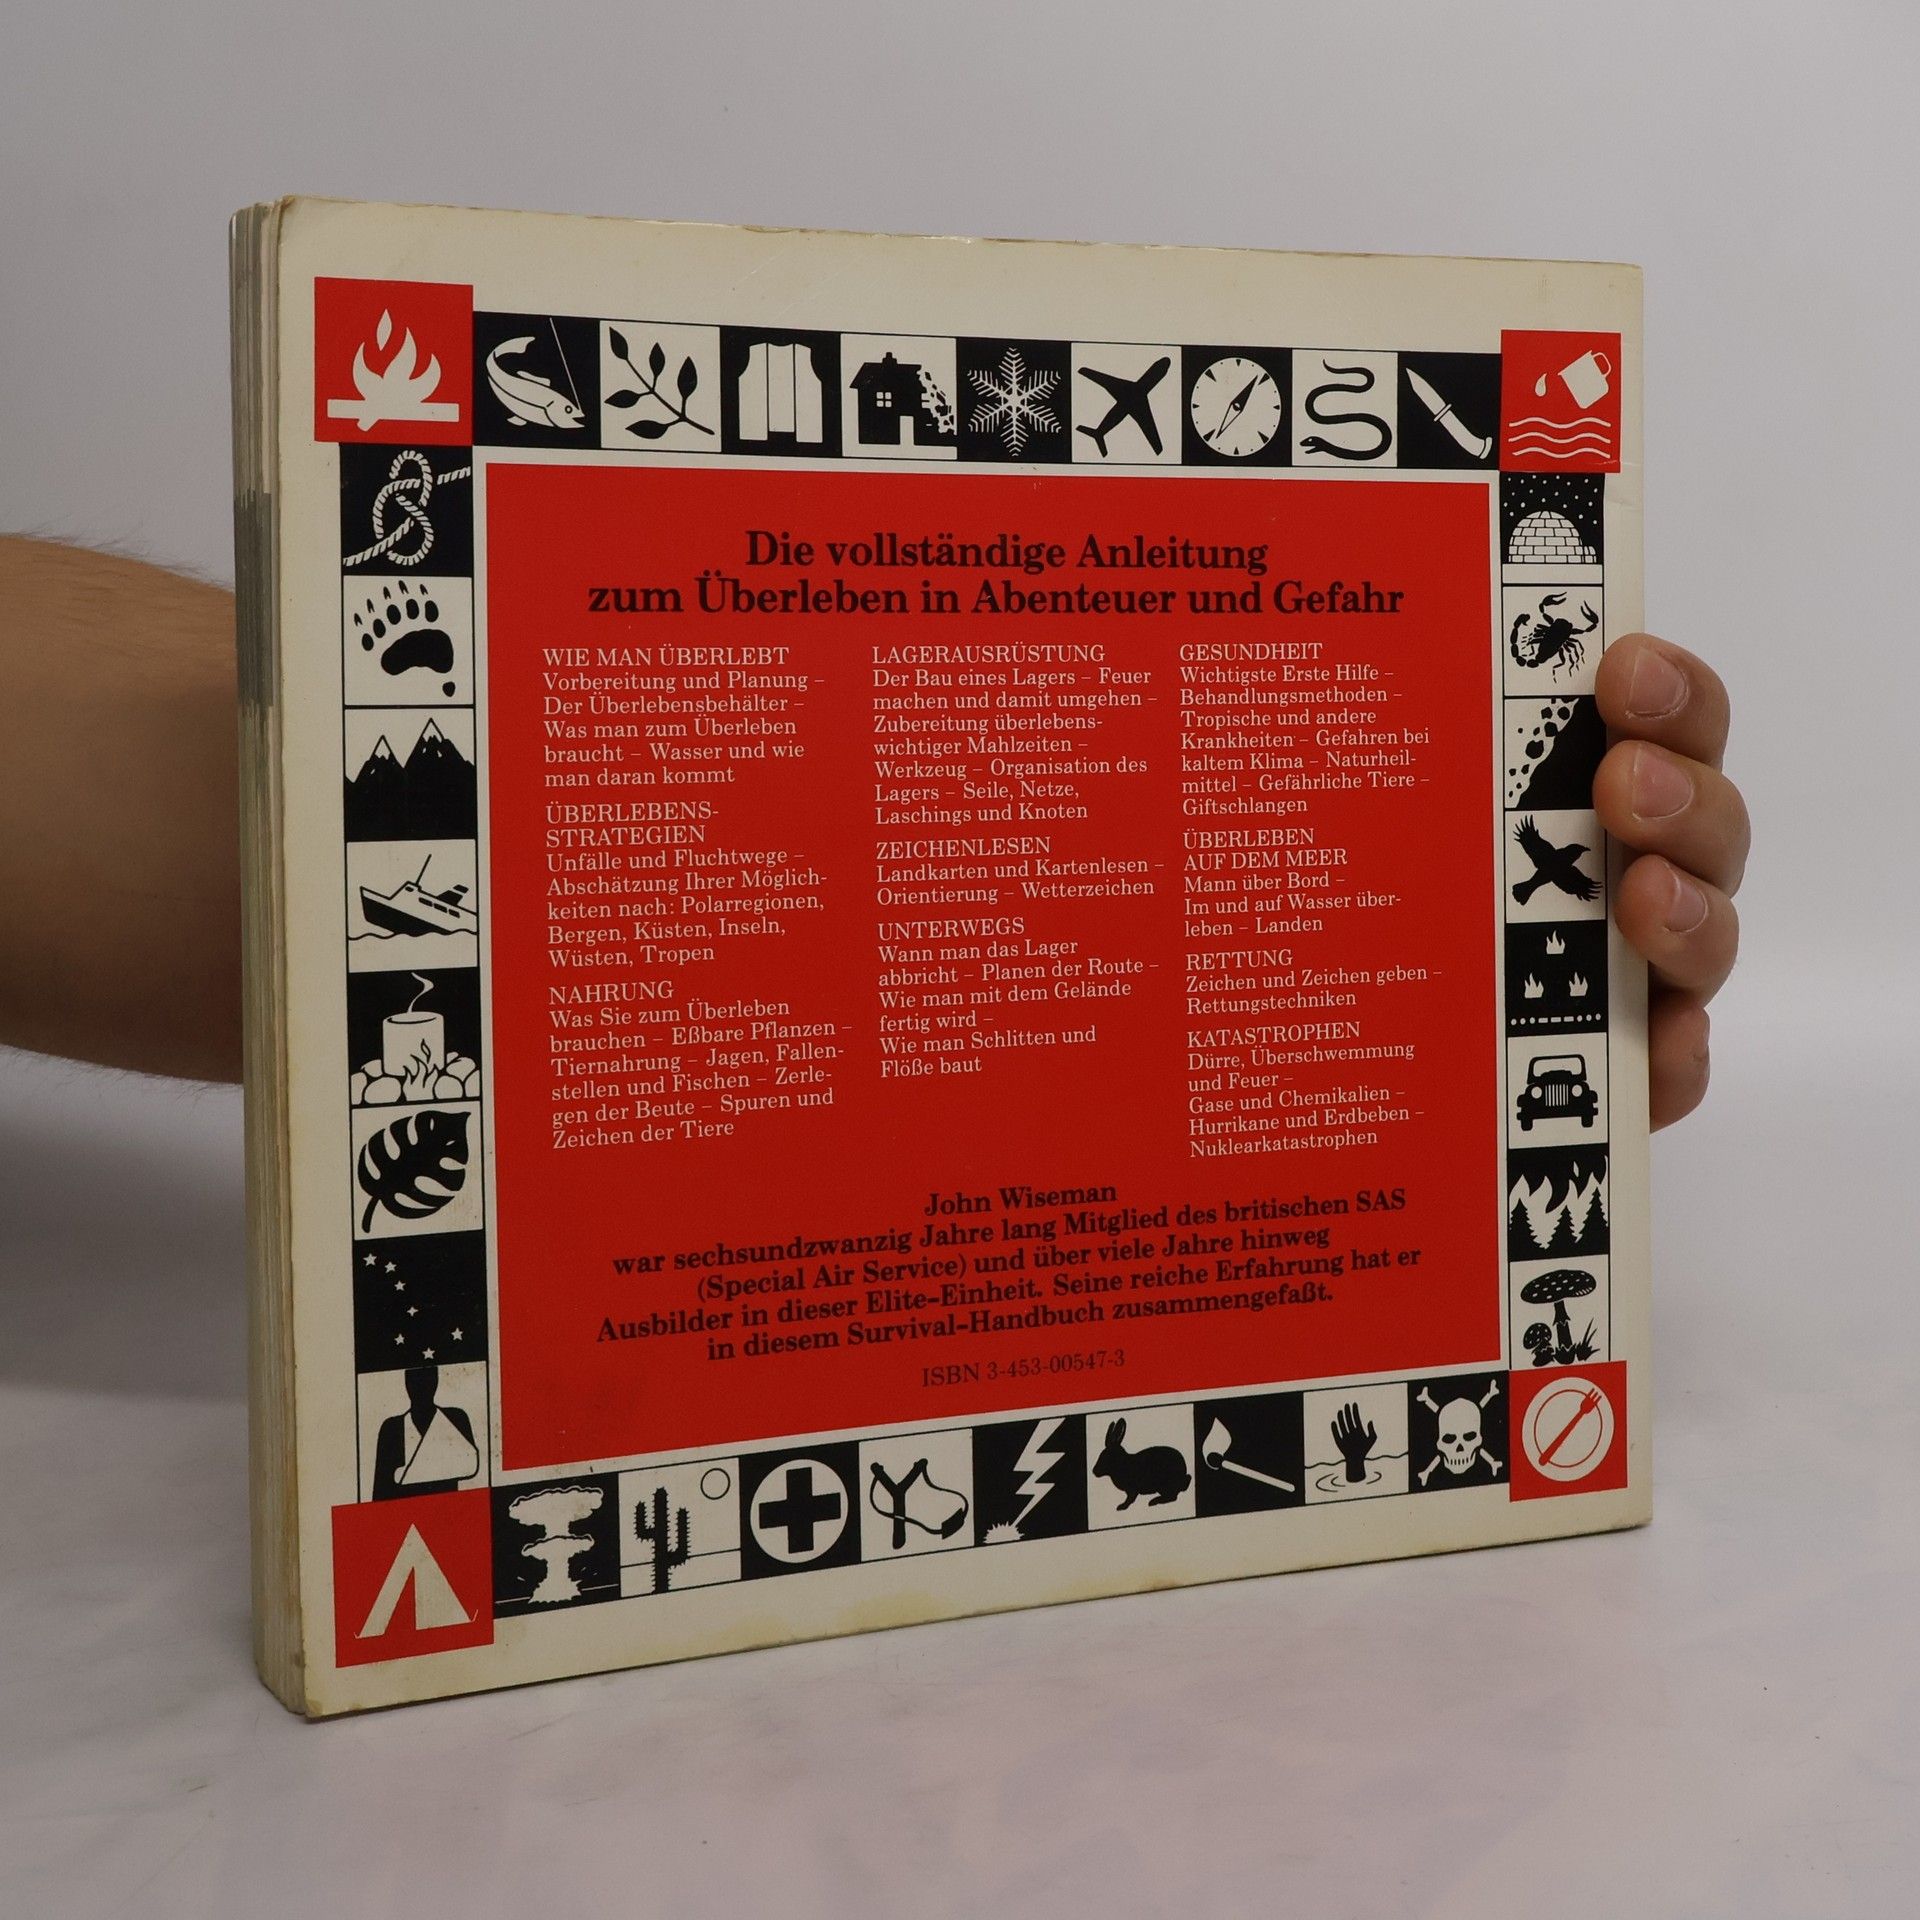 Die vollständige Anleitung
zum Überleben in Abenteuer und Gefahr
WIE MAN ÜBERLEBT
Vorbereitung und Planung –
Der Überlebensbehälter –
Was man zum Überleben
braucht – Wasser und wie
man daran kommt
ÜBERLEBENS-
STRATEGIEN
Unfälle und Fluchtwege –
Abschätzung Ihrer Möglich-
keiten nach: Polarregionen,
Bergen, Küsten, Inseln,
Wüsten, Tropen
NAHRUNG
Was Sie zum Überleben
brauchen – Eßbare Pflanzen –
Tiernahrung – Jagen, Fallen-
stellen und Fischen – Zerle-
gen der Beute – Spuren und
Zeichen der Tiere
LAGERAUSRÜSTUNG
Der Bau eines Lagers – Feuer
machen und damit umgehen –
Zubereitung überlebens-
wichtiger Mahlzeiten –
Werkzeug – Organisation des
Lagers – Seile, Netze,
Laschings und Knoten
ZEICHENLESEN
Landkarten und Kartenlesen –
Orientierung – Wetterzeichen
UNTERWEGS
Wann man das Lager
abbricht – Planen der Route –
Wie man mit dem Gelände
fertig wird –
Wie man Schlitten und
Flöße baut
GESUNDHEIT
Wichtigste Erste Hilfe –
Behandlungsmethoden –
Tropische und andere
Krankheiten – Gefahren bei
kaltem Klima – Naturheil-
mittel – Gefährliche Tiere –
Giftschlangen
ÜBERLEBEN
AUF DEM MEER
Mann über Bord –
Im und auf Wasser über-
leben – Landen
RETTUNG
Zeichen und Zeichen geben –
Rettungstechniken
KATASTROPHEN
Dürre, Überschwemmung
und Feuer –
Gase und Chemikalien –
Hurrikane und Erdbeben –
Nuklearkatastrophen
John Wiseman
war sechsundzwanzig Jahre lang Mitglied des britischen SAS
(Special Air Service) und über viele Jahre hinweg
Ausbilder in dieser Elite-Einheit. Seine reiche Erfahrung hat er
in diesem Survival-Handbuch zusammengefaßt.
ISBN 3-453-00547-3